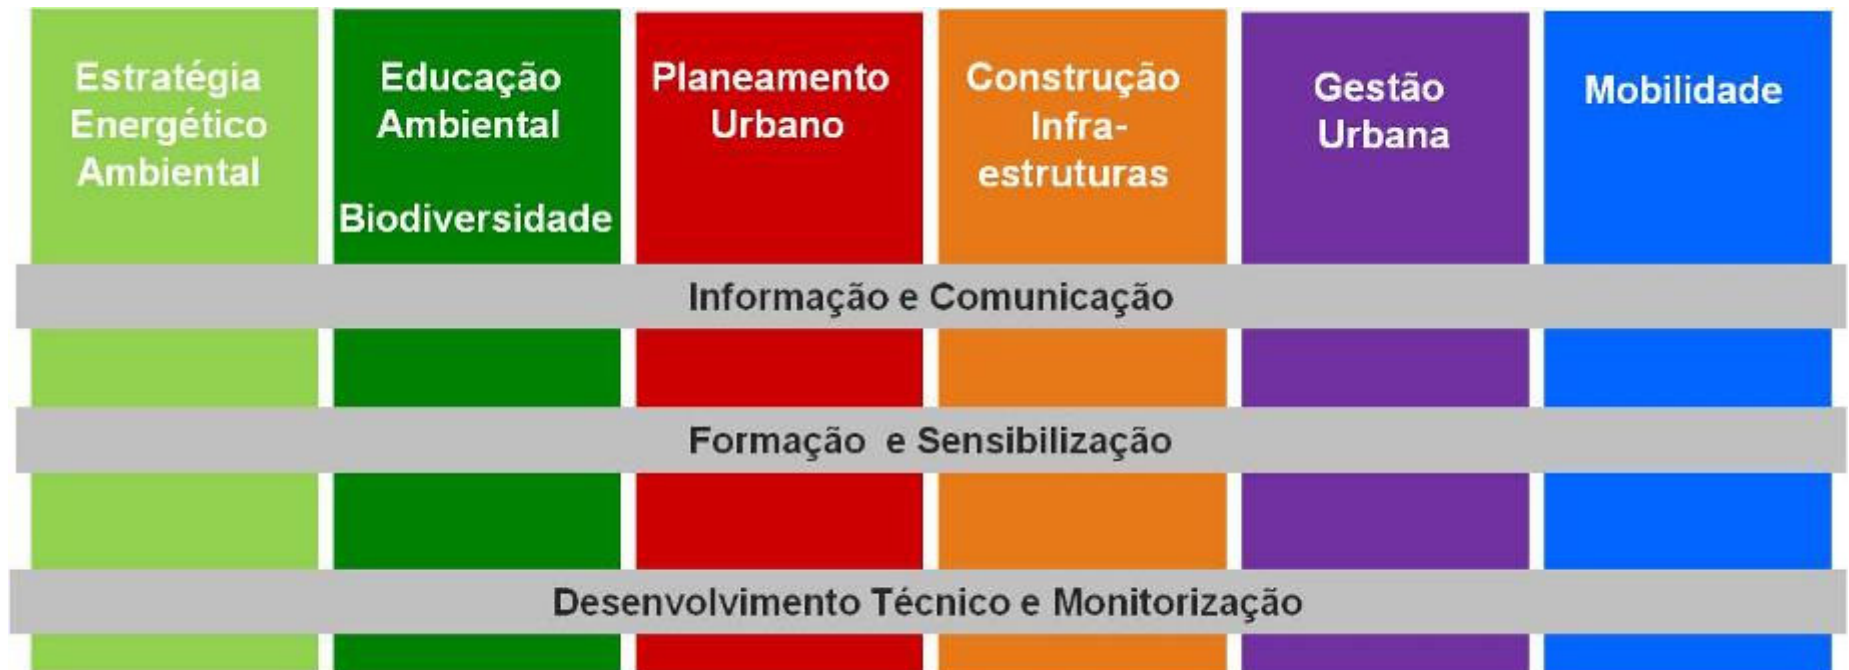 Estratégia
Energético
Ambiental
Educação
Ambiental
Biodiversidade
Planeamento
Urbano
Construção
Infra-
estruturas
Gestão
Urbana
Mobilidade
Informação e Comunicação
Formação e Sensibilização
Desenvolvimento Técnico e Monitorização